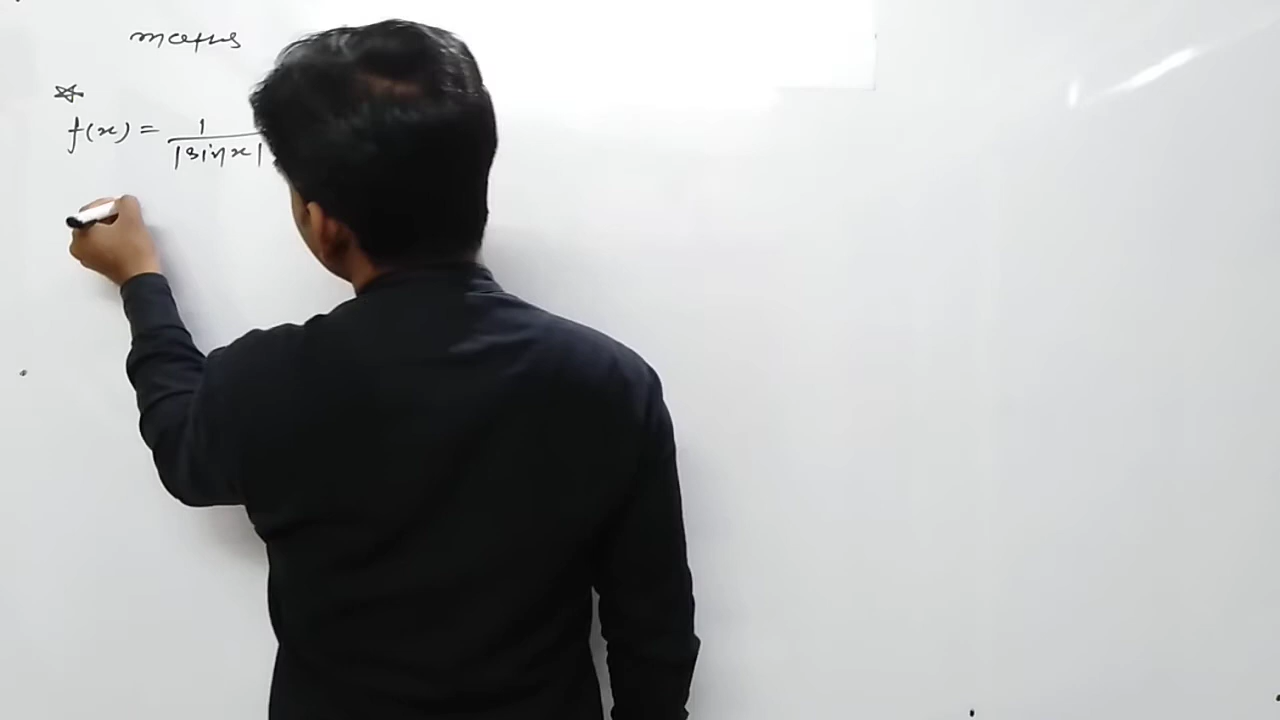 maths
☆
f(x) = 1/|sin x|